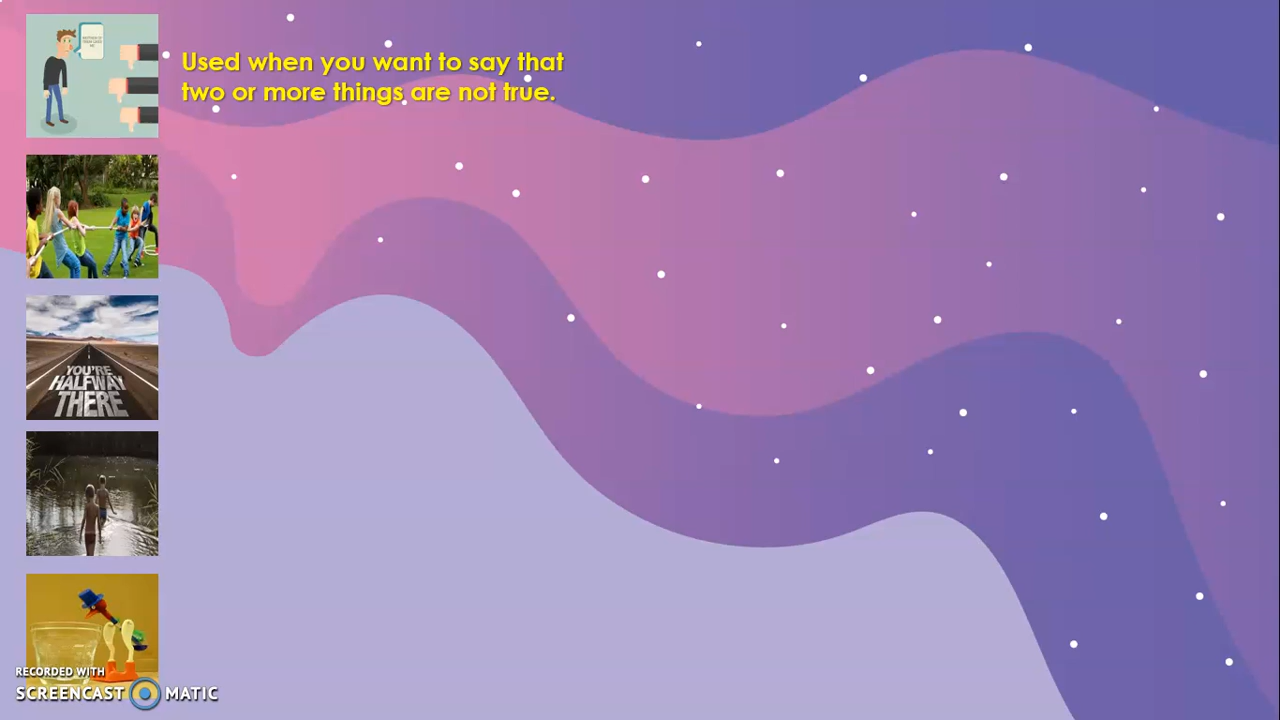 Used when you want to say that
two or more things are not true.
YOU'RE
HALFWAY
THERE
RECORDED WITH
SCREENCAST MATIC